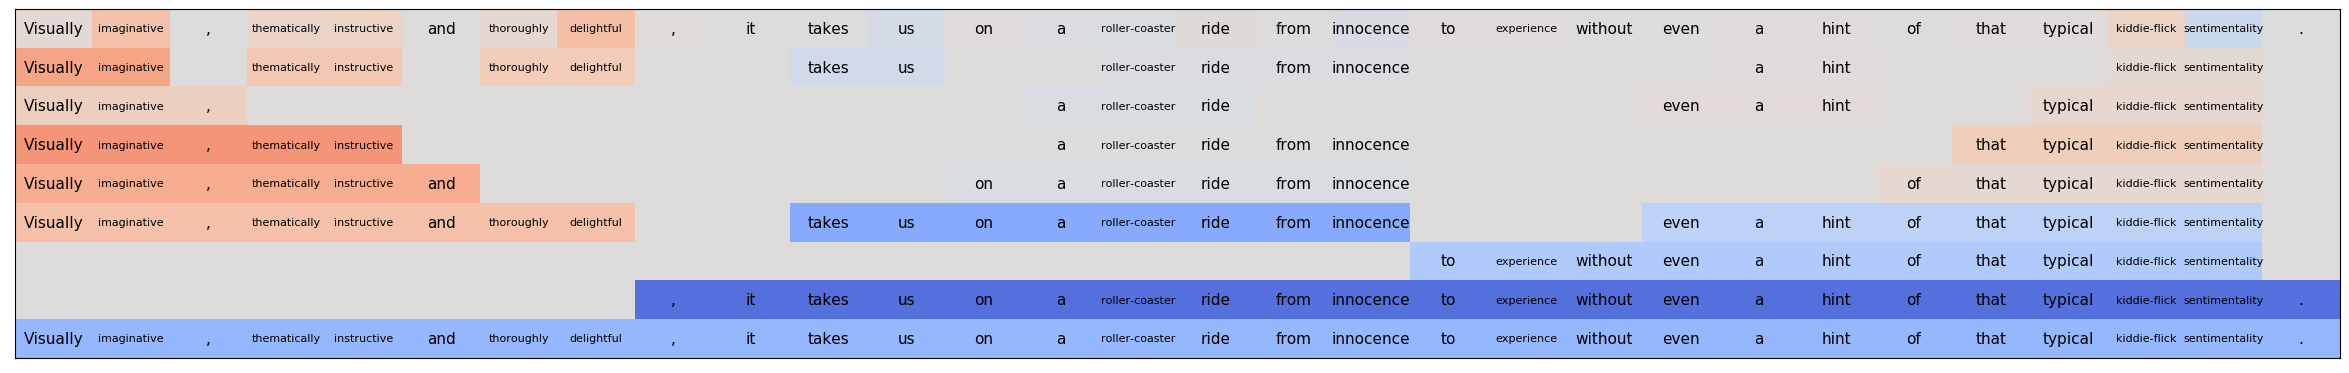 Visually imaginative , thematically instructive and thoroughly delightful , it takes us on a roller-coaster ride from innocence to experience without even a hint of that typical kiddie-flick sentimentality .
Visually imaginative thematically instructive thoroughly delightful takes us roller-coaster ride from innocence a hint kiddie-flick sentimentality
Visually imaginative , a roller-coaster ride even a hint typical kiddie-flick sentimentality
Visually imaginative , thematically instructive a roller-coaster ride from innocence that typical kiddie-flick sentimentality
Visually imaginative , thematically instructive and on a roller-coaster ride from innocence of that typical kiddie-flick sentimentality
Visually imaginative , thematically instructive and thoroughly delightful takes us on a roller-coaster ride from innocence even a hint of that typical kiddie-flick sentimentality
to experience without even a hint of that typical kiddie-flick sentimentality
, it takes us on a roller-coaster ride from innocence to experience without even a hint of that typical kiddie-flick sentimentality .
Visually imaginative , thematically instructive and thoroughly delightful , it takes us on a roller-coaster ride from innocence to experience without even a hint of that typical kiddie-flick sentimentality .